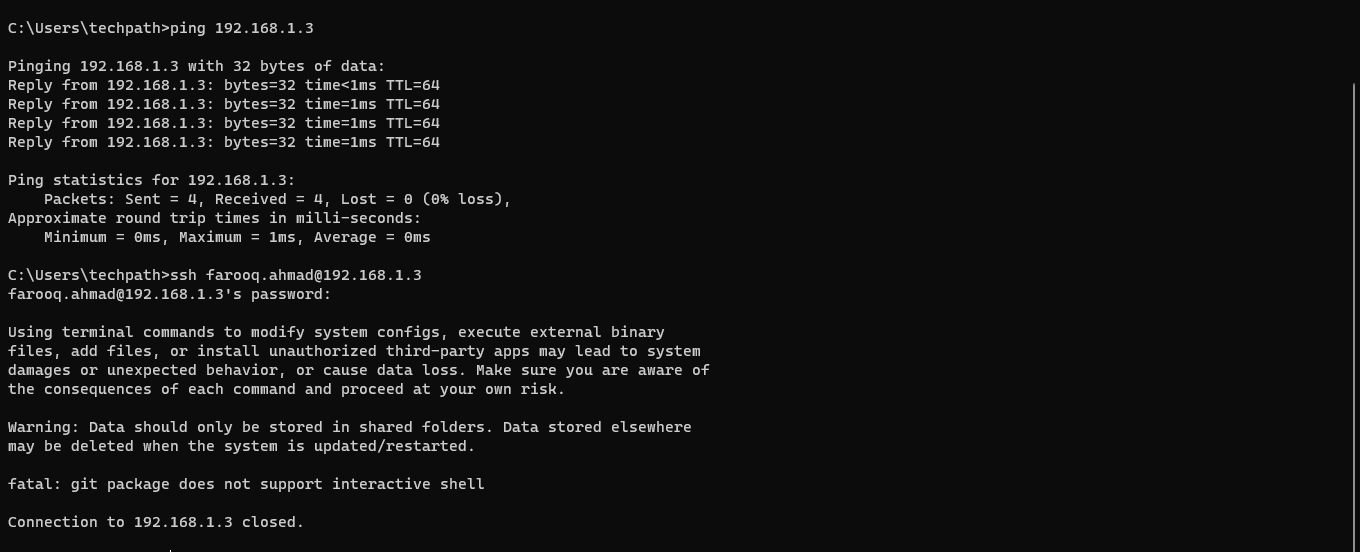 C:\Users\techpath>ping 192.168.1.3
Pinging 192.168.1.3 with 32 bytes of data:
Reply from 192.168.1.3: bytes=32 time<1ms TTL=64
Reply from 192.168.1.3: bytes=32 time=1ms TTL=64
Reply from 192.168.1.3: bytes=32 time=1ms TTL=64
Reply from 192.168.1.3: bytes=32 time=1ms TTL=64
Ping statistics for 192.168.1.3:
    Packets: Sent = 4, Received = 4, Lost = 0 (0% loss),
Approximate round trip times in milli-seconds:
    Minimum = 0ms, Maximum = 1ms, Average = 0ms
C:\Users\techpath>ssh farooq.ahmad@192.168.1.3
farooq.ahmad@192.168.1.3's password:
Using terminal commands to modify system configs, execute external binary
files, add files, or install unauthorized third-party apps may lead to system
damages or unexpected behavior, or cause data loss. Make sure you are aware of
the consequences of each command and proceed at your own risk.
Warning: Data should only be stored in shared folders. Data stored elsewhere
may be deleted when the system is updated/restarted.
fatal: git package does not support interactive shell
Connection to 192.168.1.3 closed.